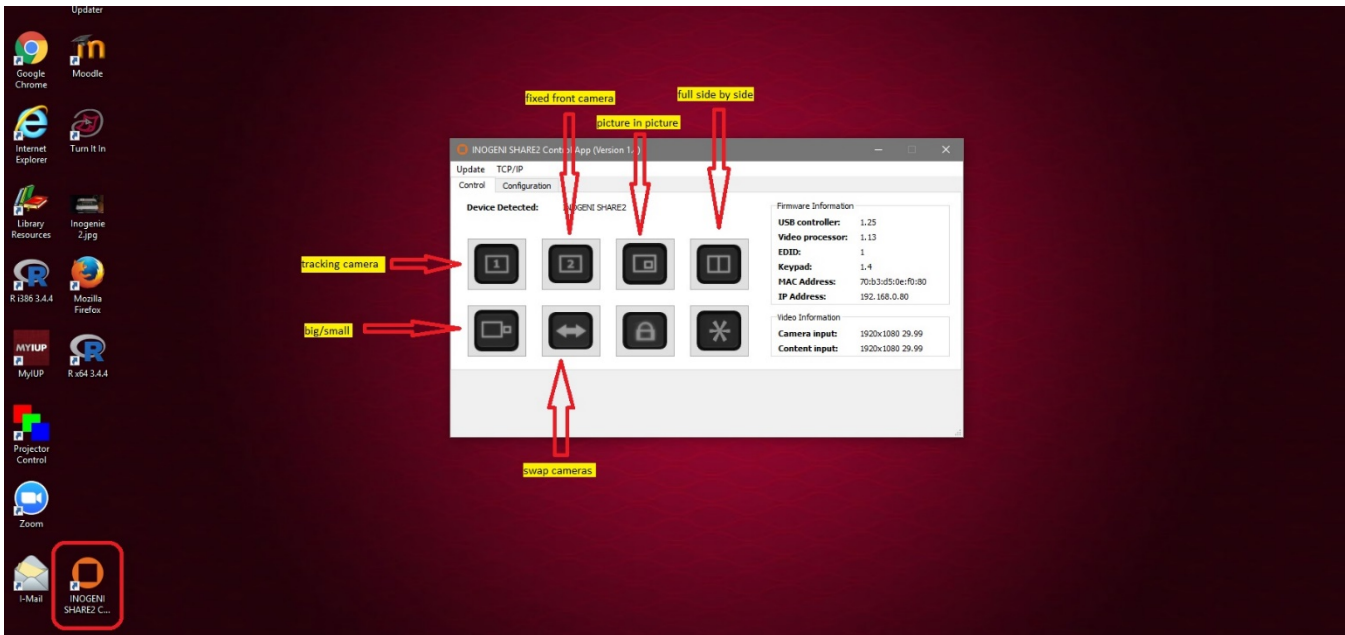 Updater
Google
Chrome
Moodle
Internet
Explorer
Turn It In
Library
Resources
Inogenie
2.jpg
R i386 3.4.4
Mozilla
Firefox
MYIUP
MyIUP
R x64 3.4.4
Projector
Control
Zoom
I-Mail
INOGENI
SHARE2 C...
fixed front camera
full side by side
picture in picture
INOGENI SHARE2 Control App (Version 1.
Update TCP/IP
Control Configuration
Device Detected: INOGENI SHARE2
Firmware Information
USB controller: 1.25
Video processor: 1.13
EDID: 1
Keypad: 1.4
MAC Address: 70:b3:d5:0e:f0:80
IP Address: 192.168.0.80
tracking camera
1
2
big/small
Video Information
Camera input: 1920x1080 29.99
Content input: 1920x1080 29.99
swap cameras